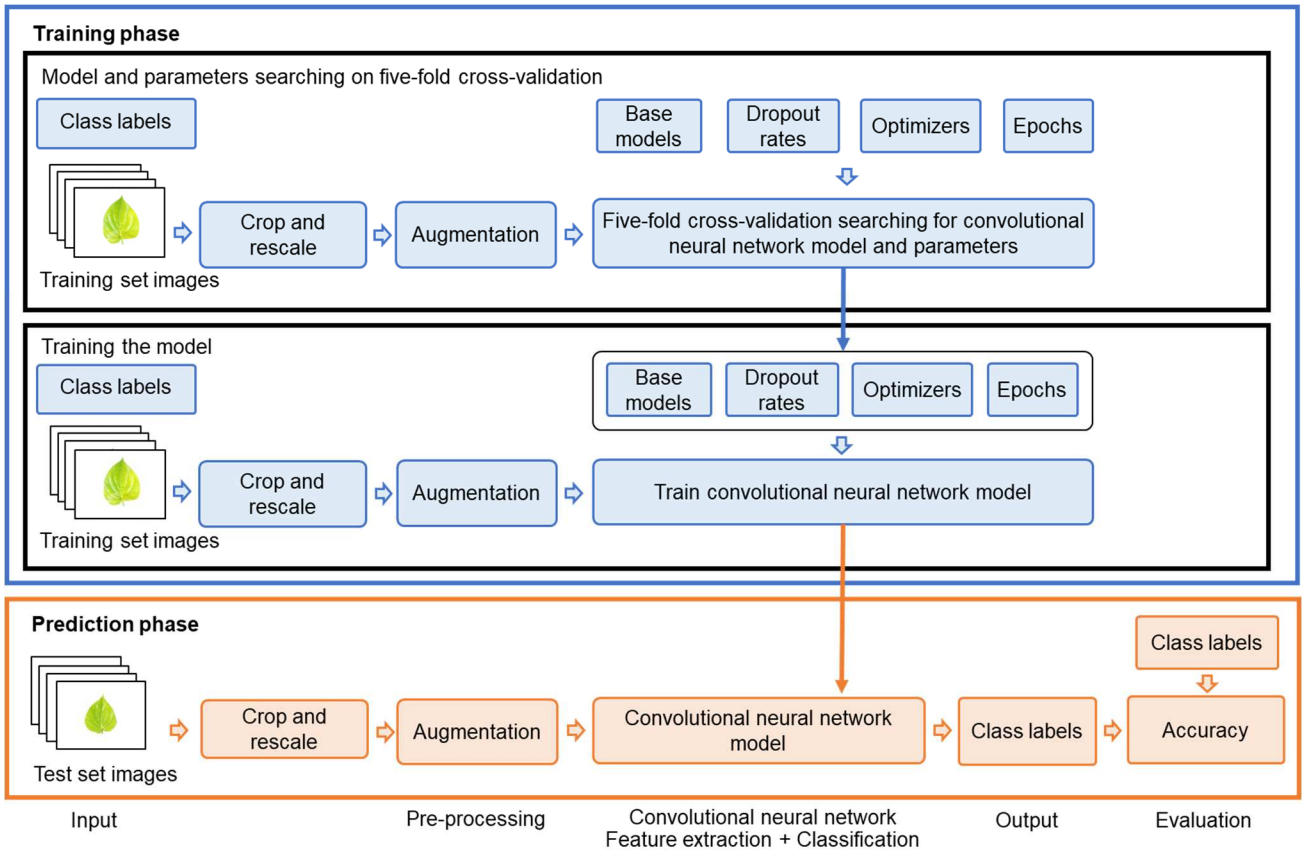 Training phase
Model and parameters searching on five-fold cross-validation
Class labels
Base
models
Dropout
rates
Optimizers
Epochs
Training set images
Crop and
rescale
Augmentation
Five-fold cross-validation searching for convolutional
neural network model and parameters
Training the model
Class labels
Base
models
Dropout
rates
Optimizers
Epochs
Training set images
Crop and
rescale
Augmentation
Train convolutional neural network model
Prediction phase
Test set images
Crop and
rescale
Augmentation
Convolutional neural network
model
Class labels
Class labels
Accuracy
Input
Pre-processing
Convolutional neural network
Feature extraction + Classification
Output
Evaluation